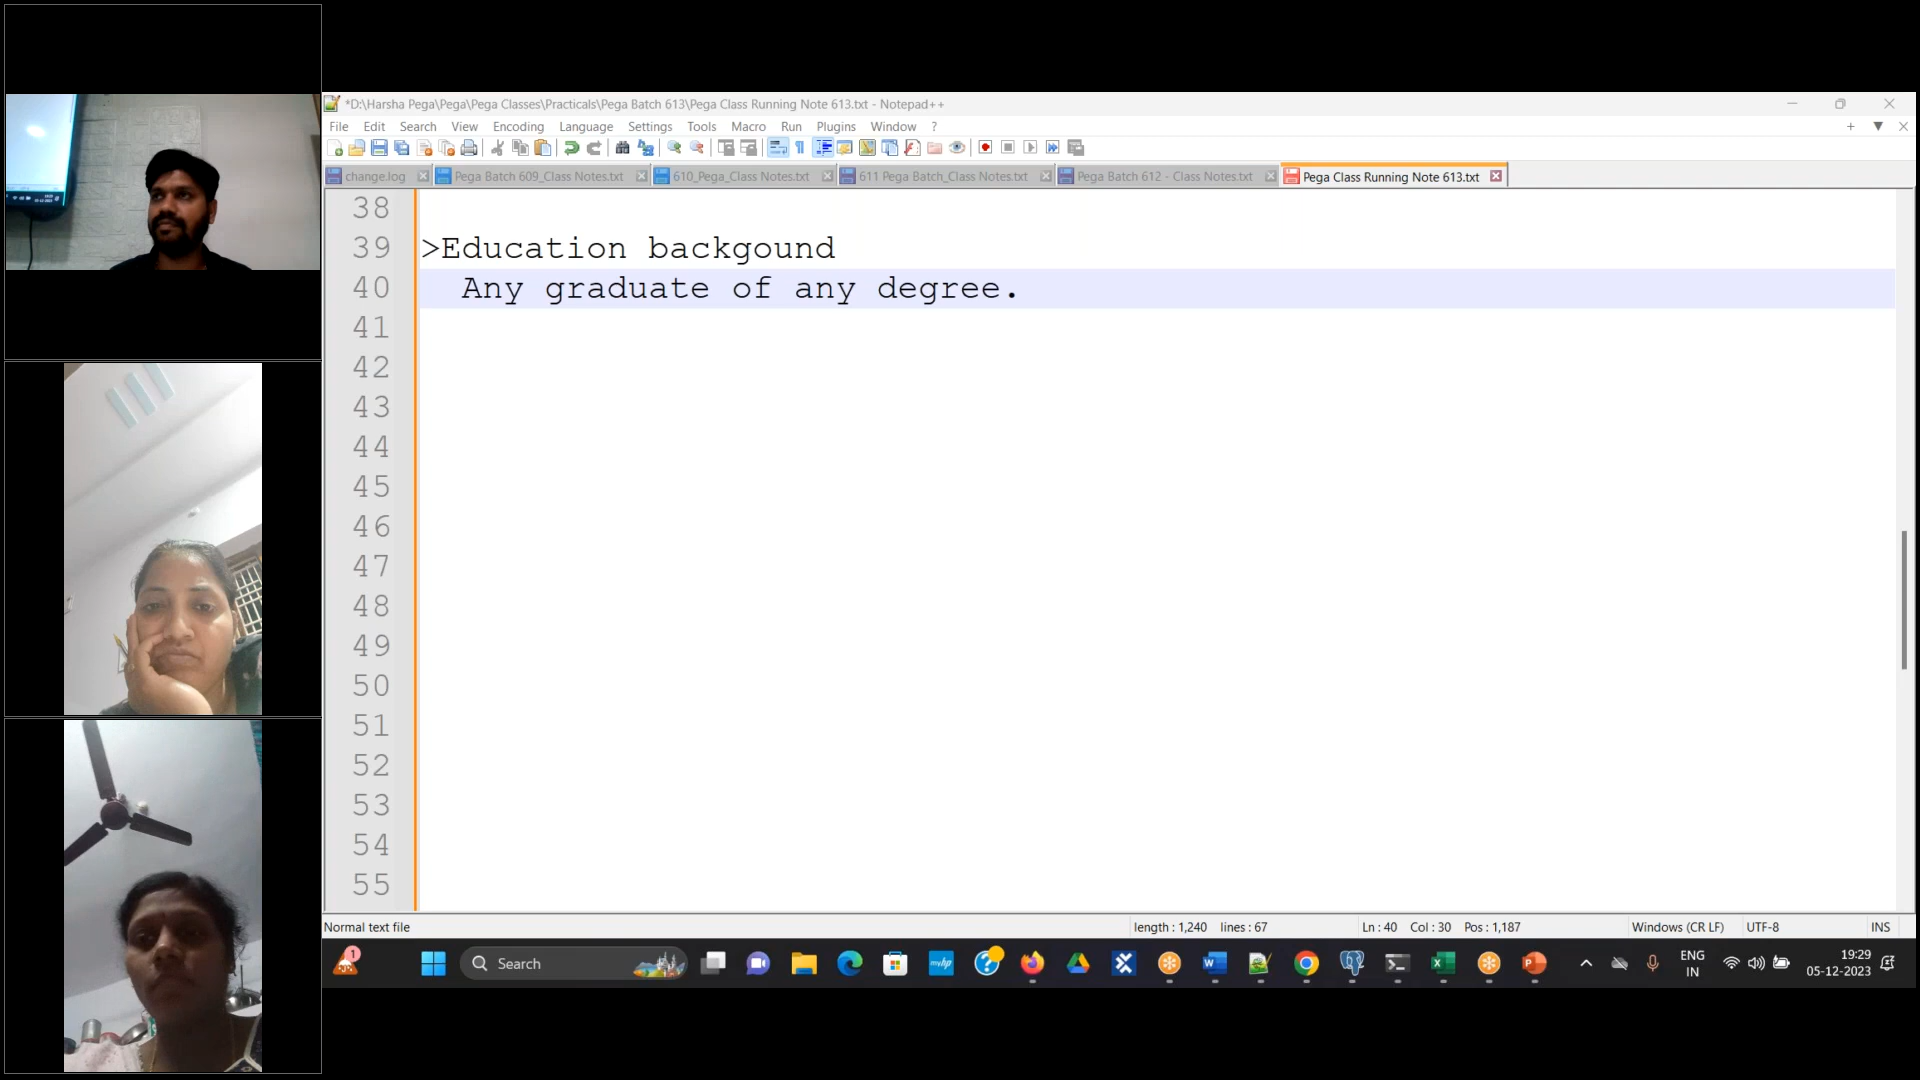 *D:\Harsha Pega\Pega\Pega Classes\Practicals\Pega Batch 613\Pega Class Running Note 613.txt - Notepad++
File Edit Search View Encoding Language Settings Tools Macro Run Plugins Window ?
change.log Pega Batch 609_Class Notes.txt 610_Pega_Class Notes.txt 611 Pega Batch_Class Notes.txt Pega Batch 612 - Class Notes.txt Pega Class Running Note 613.txt
38
39 >Education backgound
40 Any graduate of any degree.
41
42
43
44
45
46
47
48
49
50
51
52
53
54
55
Normal text file length : 1,240 lines : 67 Ln : 40 Col : 30 Pos : 1,187 Windows (CR LF) UTF-8 INS
1 Search myhp ENG 19:29
IN 05-12-2023